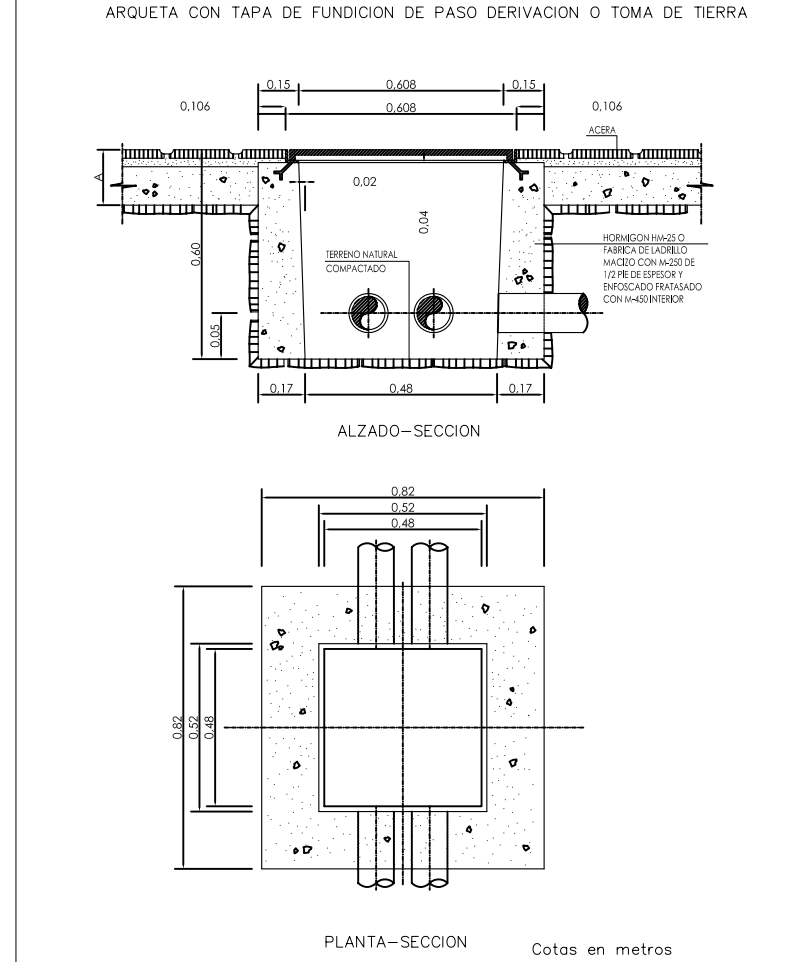 ARQUETA CON TAPA DE FUNDICION DE PASO DERIVACION O TOMA DE TIERRA
0,15
0,608
0,15
0,106
0,608
0,106
ACERA
A
0,02
0,04
0,60
TERRENO NATURAL
COMPACTADO
HORMIGON HM-25 O
FABRICA DE LADRILLO
MACIZO CON M-250 DE
1/2 PIE DE ESPESOR Y
ENFOSCADO FRATASADO
CON M-450 INTERIOR
0,05
0,17
0,48
0,17
ALZADO-SECCION
0,82
0,52
0,48
0,82
0,52
0,48
PLANTA-SECCION
Cotas en metros